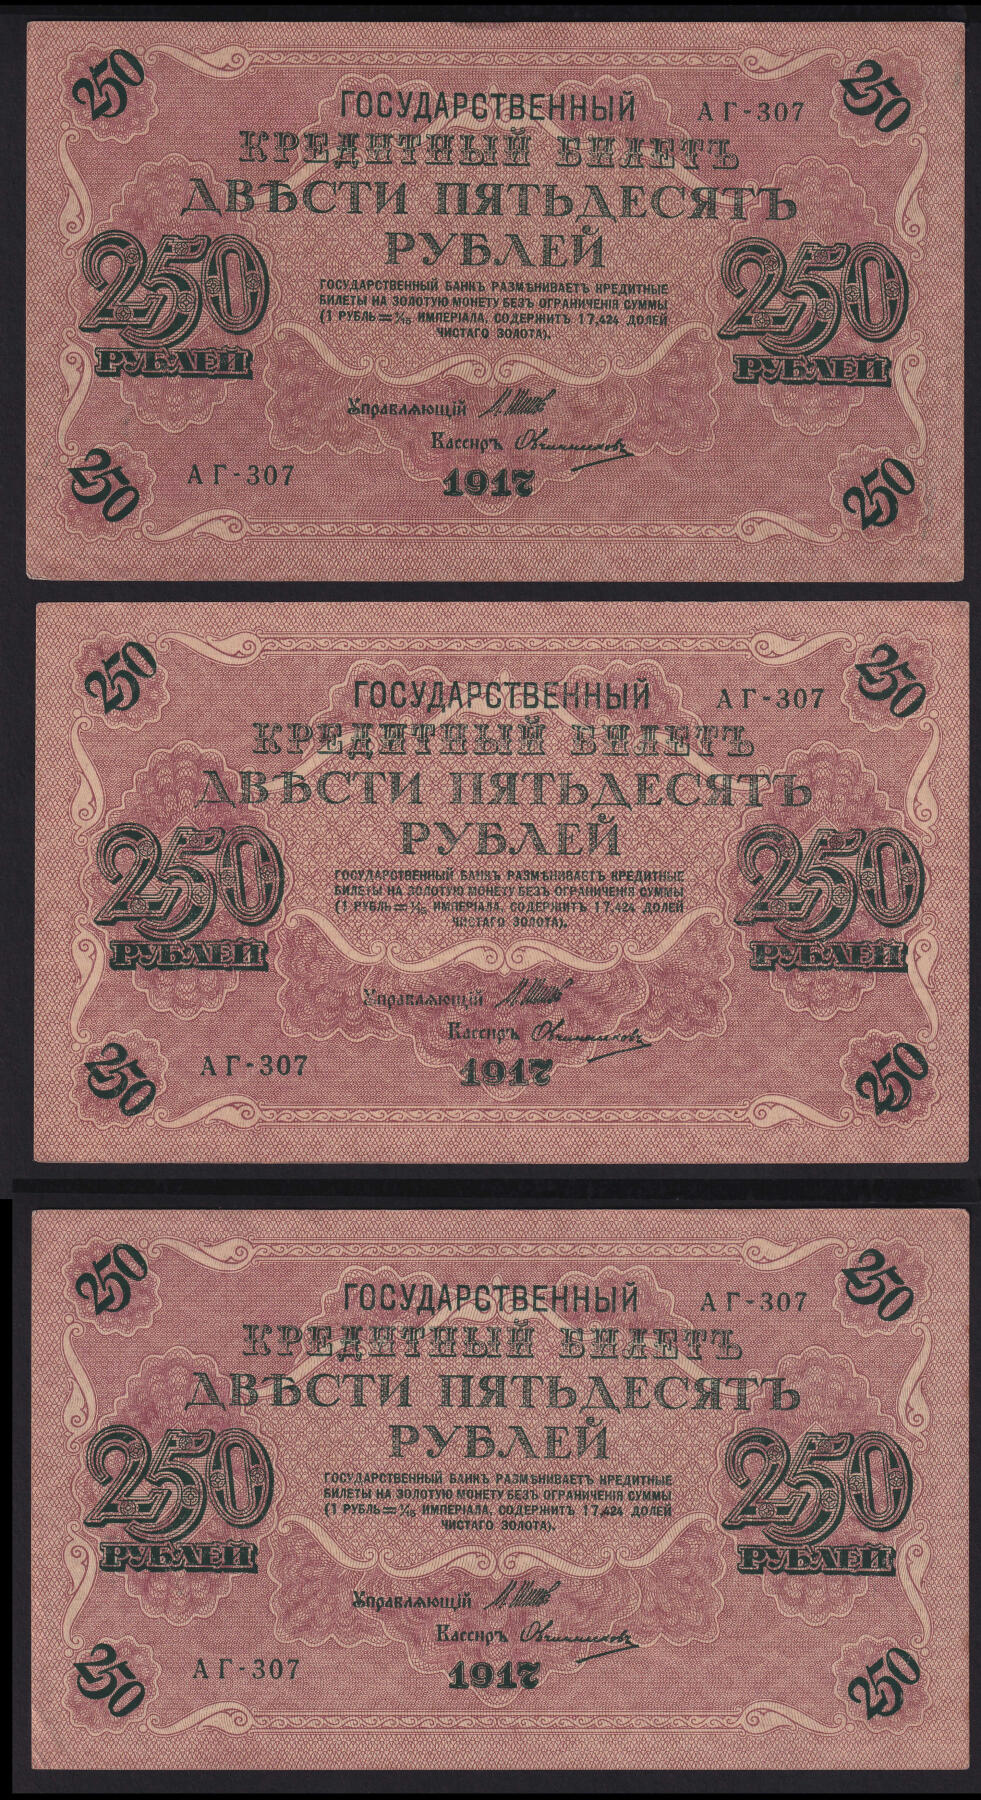 250 250
ГОСУДАРСТВЕННЫЙ АГ-307
КРЕДИТНЫЙ БИЛЕТЪ
ДВѢСТИ ПЯТЬДЕСЯТЪ
РУБЛЕЙ
250 РУБЛЕЙ 250 РУБЛЕЙ
ГОСУДАРСТВЕННЫЙ БАНКЪ РАЗМѢНИВАЕТЪ КРЕДИТНЫЕ
БИЛЕТЫ НА ЗОЛОТУЮ МОНЕТУ БЕЗЪ ОГРАНИЧЕНІЯ СУММЫ
(1 РУБЛЬ=1/15 ИМПЕРІАЛА, СОДЕРЖИТЪ 17,424 ДОЛЕЙ
ЧИСТАГО ЗОЛОТА).
Управляющій И. Шипов
Кассиръ Овчинников
250 АГ-307 1917 250
250 250
ГОСУДАРСТВЕННЫЙ АГ-307
КРЕДИТНЫЙ БИЛЕТЪ
ДВѢСТИ ПЯТЬДЕСЯТЪ
РУБЛЕЙ
250 РУБЛЕЙ 250 РУБЛЕЙ
ГОСУДАРСТВЕННЫЙ БАНКЪ РАЗМѢНИВАЕТЪ КРЕДИТНЫЕ
БИЛЕТЫ НА ЗОЛОТУЮ МОНЕТУ БЕЗЪ ОГРАНИЧЕНІЯ СУММЫ
(1 РУБЛЬ=1/15 ИМПЕРІАЛА, СОДЕРЖИТЪ 17,424 ДОЛЕЙ
ЧИСТАГО ЗОЛОТА).
Управляющій И. Шипов
Кассиръ Овчинников
250 АГ-307 1917 250
250 250
ГОСУДАРСТВЕННЫЙ АГ-307
КРЕДИТНЫЙ БИЛЕТЪ
ДВѢСТИ ПЯТЬДЕСЯТЪ
РУБЛЕЙ
250 РУБЛЕЙ 250 РУБЛЕЙ
ГОСУДАРСТВЕННЫЙ БАНКЪ РАЗМѢНИВАЕТЪ КРЕДИТНЫЕ
БИЛЕТЫ НА ЗОЛОТУЮ МОНЕТУ БЕЗЪ ОГРАНИЧЕНІЯ СУММЫ
(1 РУБЛЬ=1/15 ИМПЕРІАЛА, СОДЕРЖИТЪ 17,424 ДОЛЕЙ
ЧИСТАГО ЗОЛОТА).
Управляющій И. Шипов
Кассиръ Овчинников
250 АГ-307 1917 250